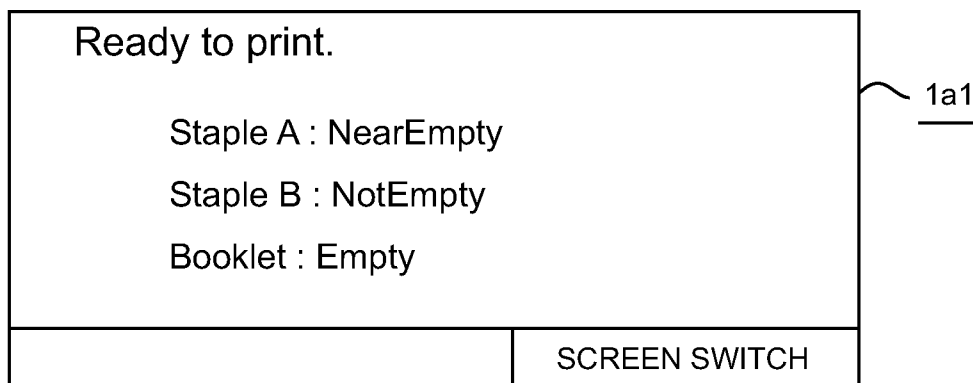 Ready to print.
1a1
Staple A : NearEmpty
Staple B : NotEmpty
Booklet : Empty
SCREEN SWITCH